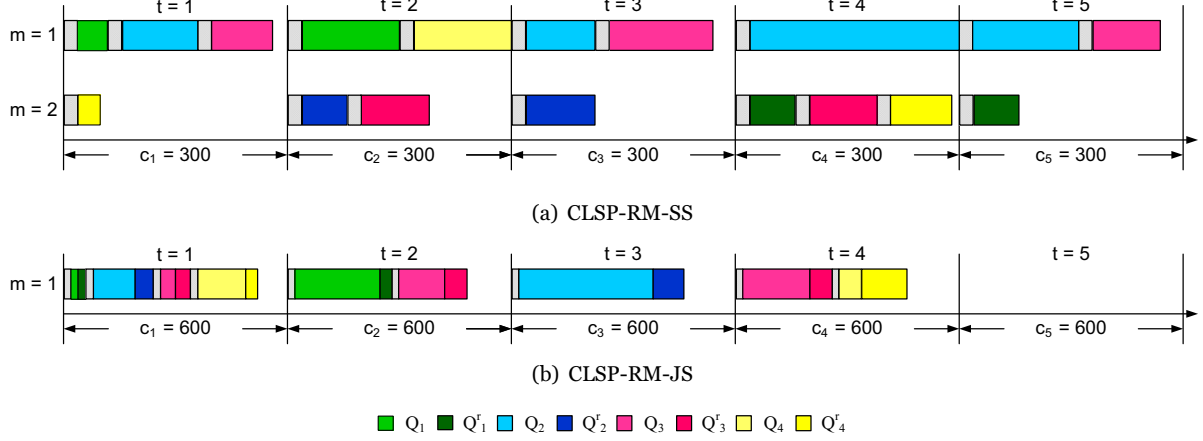 t = 1 t = 2 t = 3 t = 4 t = 5
m = 1
m = 2
c₁ = 300 c₂ = 300 c₃ = 300 c₄ = 300 c₅ = 300
(a) CLSP-RM-SS
t = 1 t = 2 t = 3 t = 4 t = 5
m = 1
c₁ = 600 c₂ = 600 c₃ = 600 c₄ = 600 c₅ = 600
(b) CLSP-RM-JS
Q₁ Qʳ₁ Q₂ Qʳ₂ Q₃ Qʳ₃ Q₄ Qʳ₄